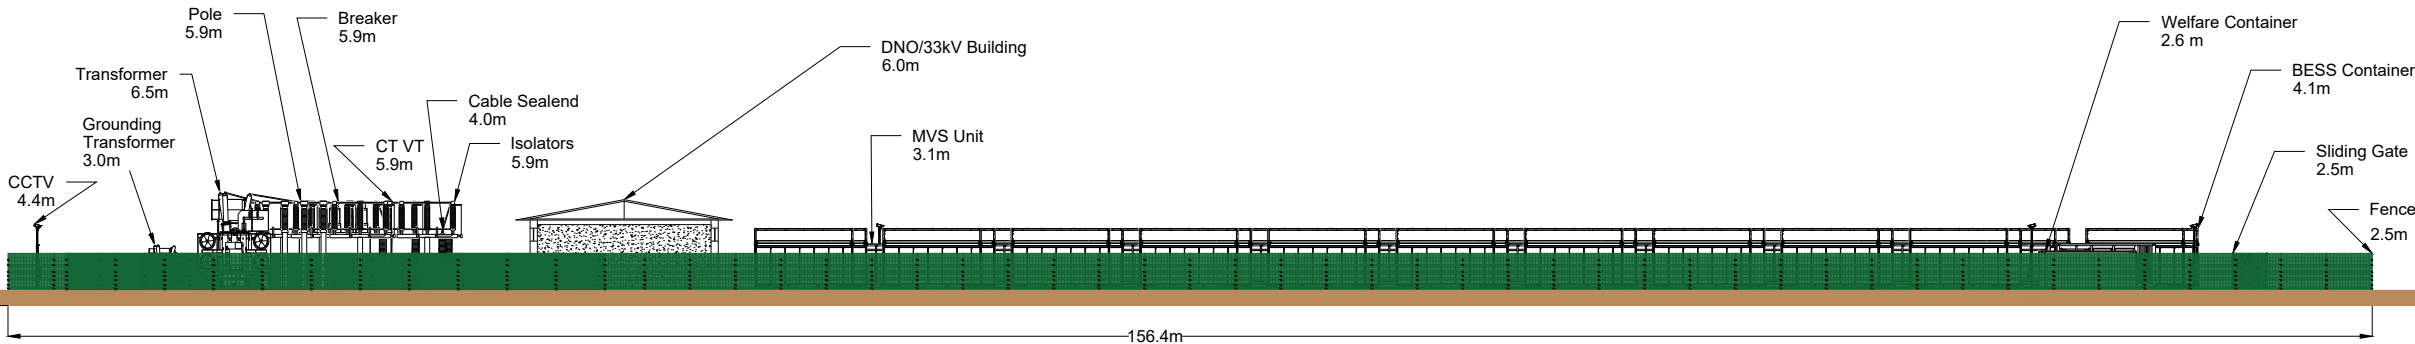 Pole
5.9m
Breaker
5.9m
Transformer
6.5m
Grounding
Transformer
3.0m
CCTV
4.4m
CT VT
5.9m
Cable Sealend
4.0m
Isolators
5.9m
DNO/33kV Building
6.0m
MVS Unit
3.1m
Welfare Container
2.6 m
BESS Container
4.1m
Sliding Gate
2.5m
Fence
2.5m
156.4m